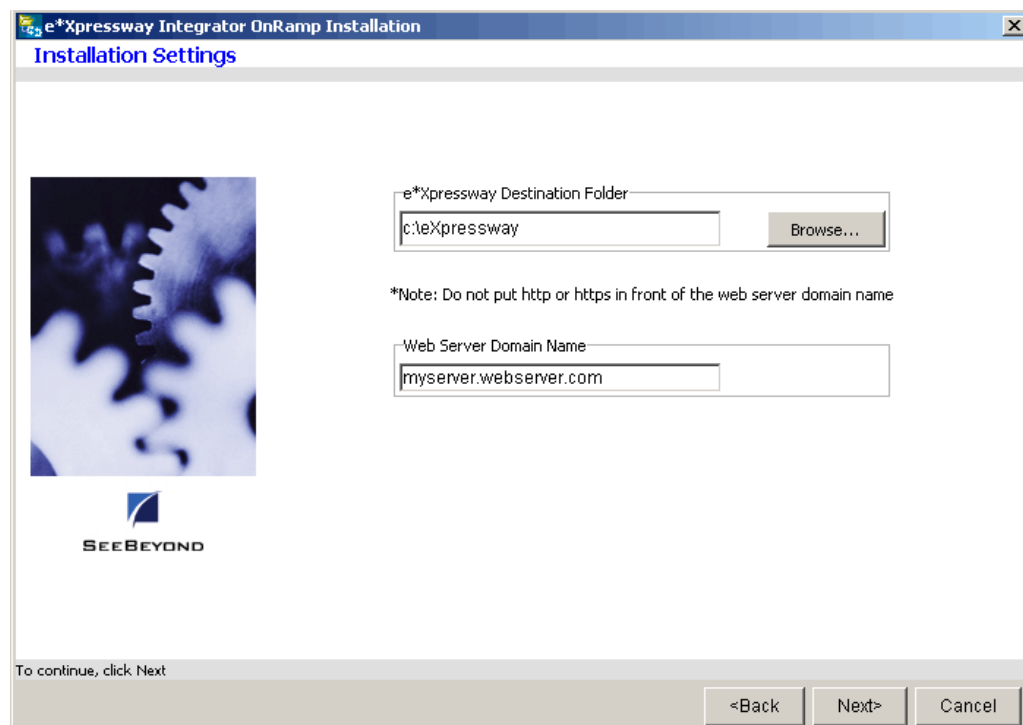 e*Xpressway Integrator OnRamp Installation
Installation Settings
e*Xpressway Destination Folder
c:\eXpressway
Browse...
*Note: Do not put http or https in front of the web server domain name
Web Server Domain Name
myserver.webserver.com
SEEBEYOND
To continue, click Next
<Back
Next>
Cancel